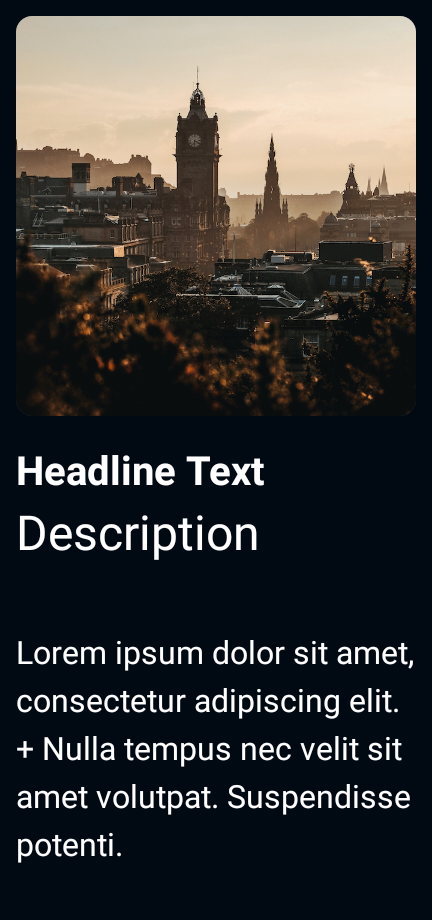 Headline Text
Description
Lorem ipsum dolor sit amet,
consectetur adipiscing elit.
+ Nulla tempus nec velit sit
amet volutpat. Suspendisse
potenti.